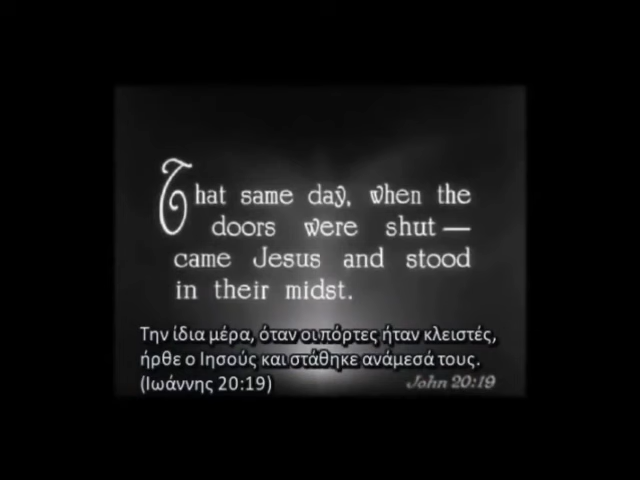 That same day, when the
doors were shut —
came Jesus and stood
in their midst.
Την ίδια μέρα, όταν οι πόρτες ήταν κλειστές,
ήρθε ο Ιησούς και στάθηκε ανάμεσά τους.
(Ιωάννης 20:19)
John 20:19